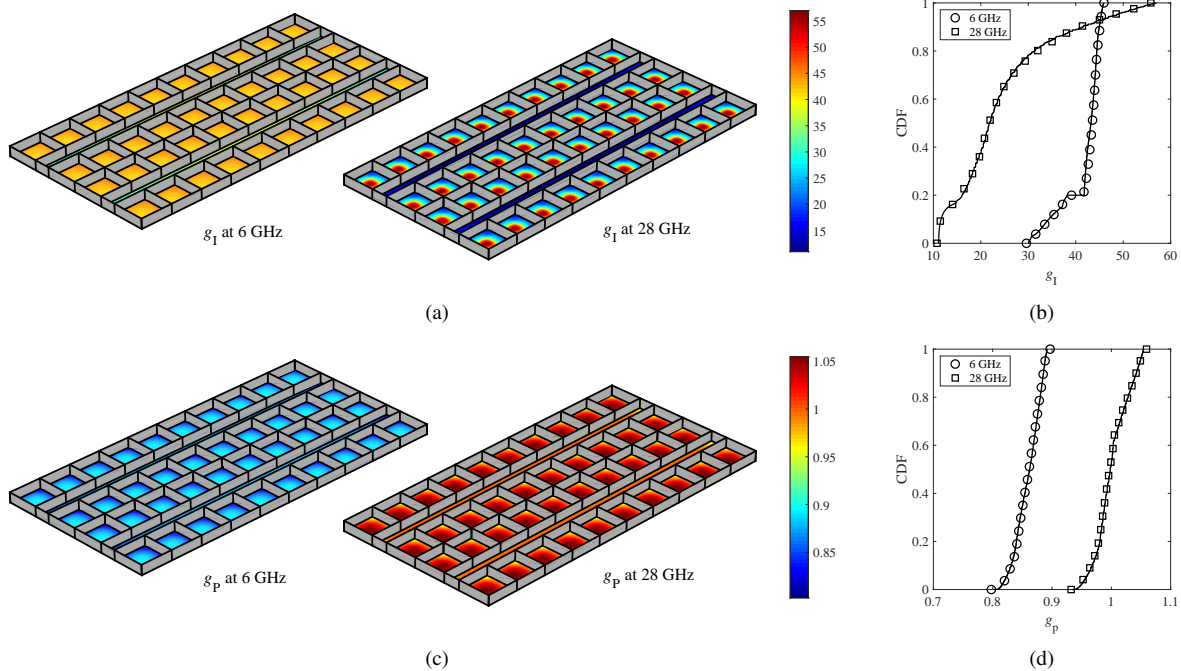 g_I at 6 GHz
g_I at 28 GHz
55
50
45
40
35
30
25
20
15
(a)
6 GHz
28 GHz
CDF
1
0.8
0.6
0.4
0.2
0
10 20 30 40 50 60
g_I
(b)
g_P at 6 GHz
g_P at 28 GHz
1.05
1
0.95
0.9
0.85
(c)
6 GHz
28 GHz
CDF
1
0.8
0.6
0.4
0.2
0
0.7 0.8 0.9 1 1.1
g_p
(d)